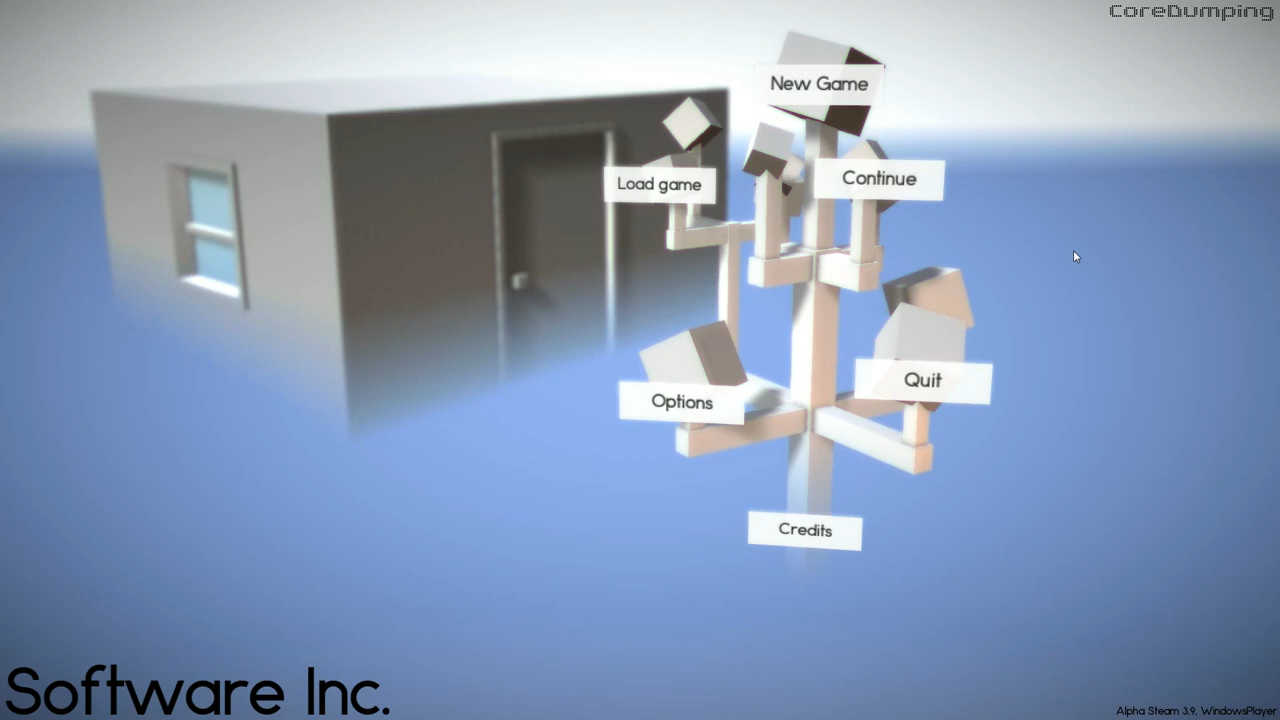 CoreDumping
New Game
Load game
Continue
Options
Quit
Credits
Software Inc.
Alpha Steam 3.9, WindowsPlayer